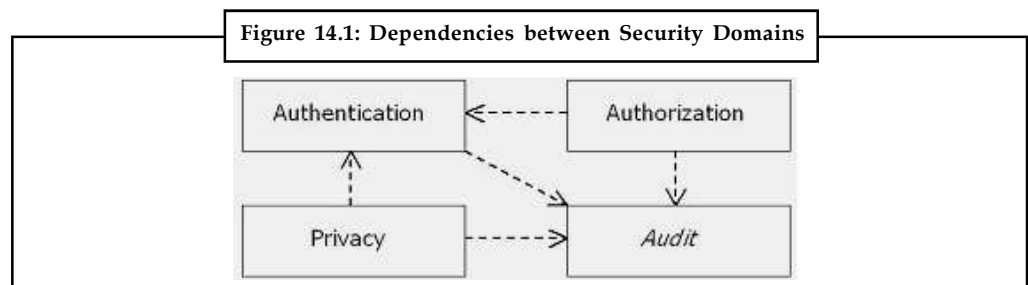 Figure 14.1: Dependencies between Security Domains
Authentication
Authorization
Privacy
Audit